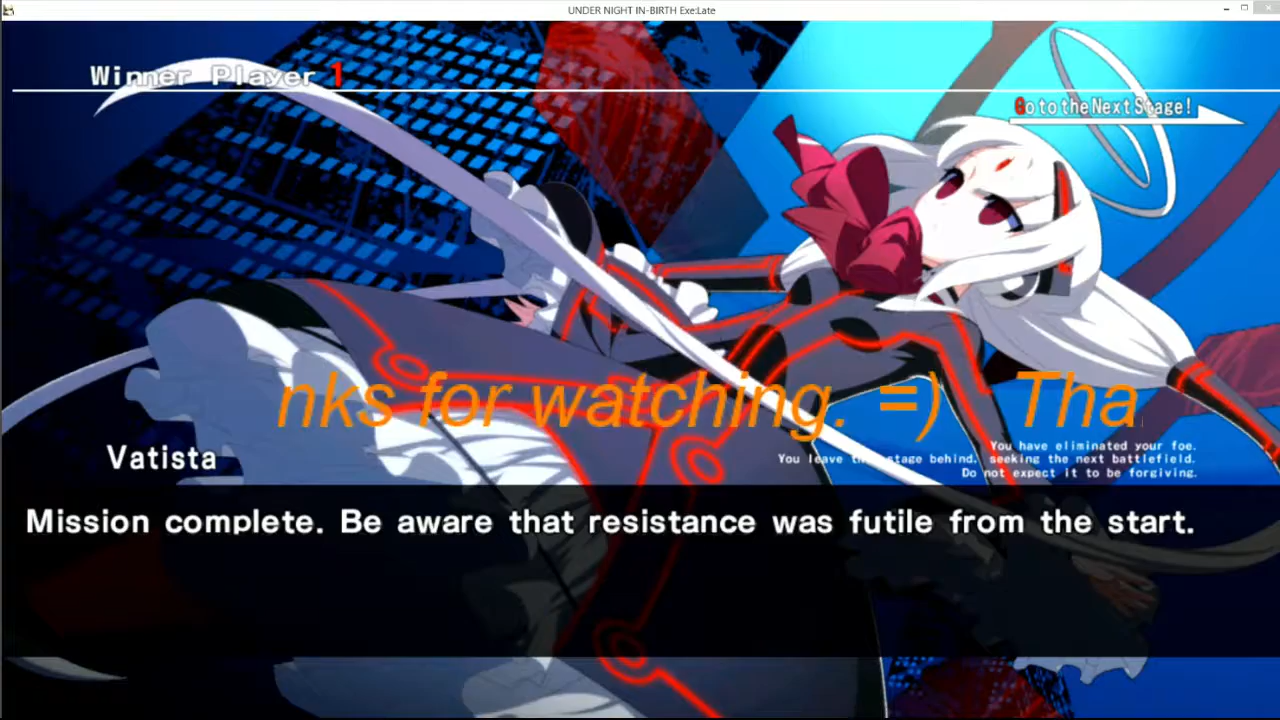 UNDER NIGHT IN-BIRTH Exe:Late
Winner Player 1
Go to the Next Stage!
nks for watching. =) Tha
Vatista
You have eliminated your foe.
You leave the stage behind, seeking the next battlefield.
Do not expect it to be forgiving.
Mission complete. Be aware that resistance was futile from the start.